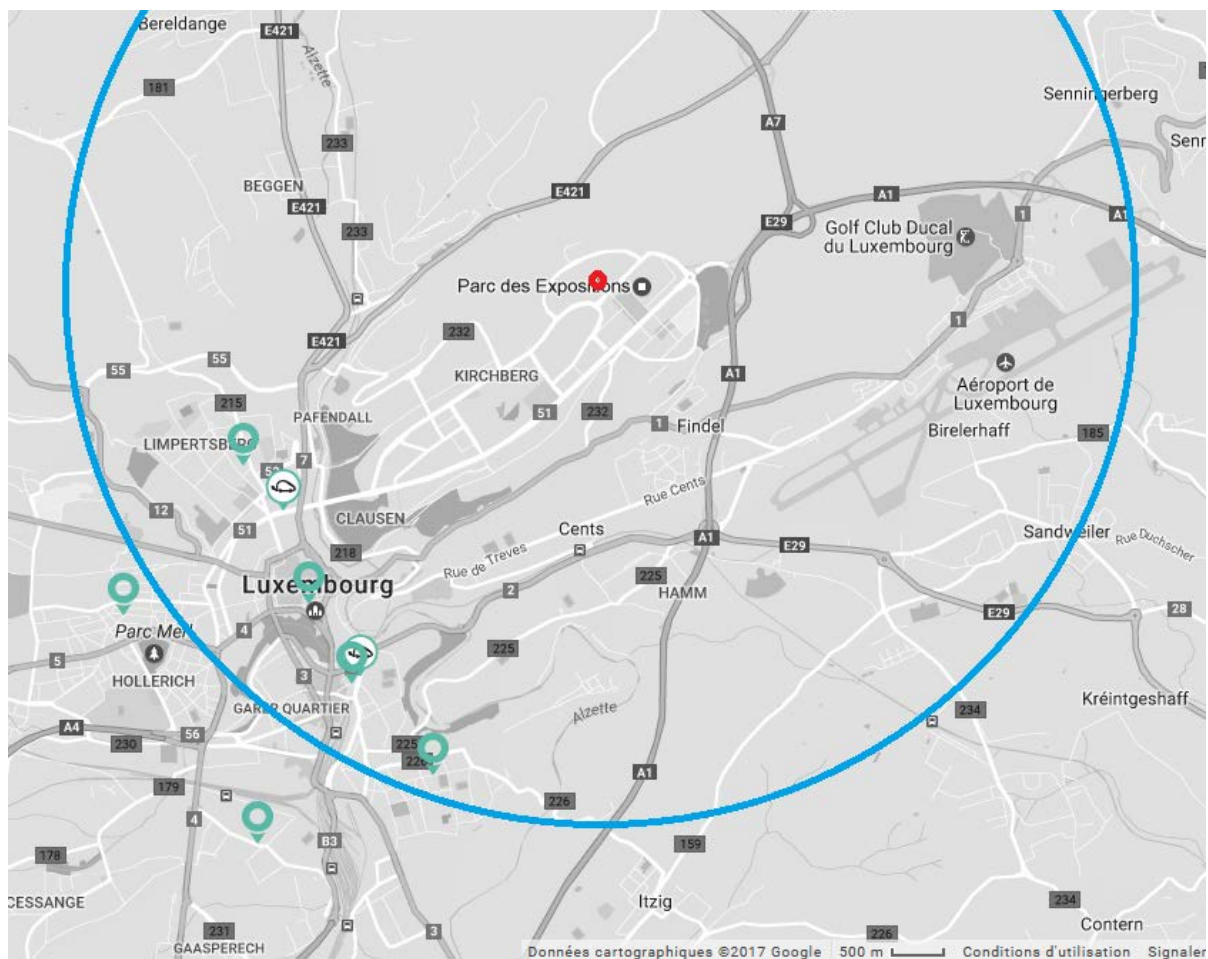 Bereldange
E421
Alzette
181
233
A7
Senningerberg
BEGGEN
E421
E421
A1
1
A1
233
E29
Golf Club Ducal
du Luxembourg
Parc des Expositions
232
E421
1
55
55
KIRCHBERG
A1
Aéroport de
Luxembourg
215
51
232
PAFENDALL
1
Findel
Birelerhaff
185
LIMPERTSBERG
7
Rue Cents
12
51
CLAUSEN
Cents
A1
E29
Sandweiler
Rue Duchscher
218
Rue de Treves
Luxembourg
2
225
HAMM
E29
28
Parc Merl
4
5
225
HOLLERICH
3
Kréintgeshaff
GARER QUARTIER
Alzette
234
A4
230
56
225
226
A1
179
226
4
B3
159
178
CESSANGE
Itzig
234
231
3
226
Contern
GAASPERECH
Données cartographiques ©2017 Google 500 m Conditions d'utilisation Signaler